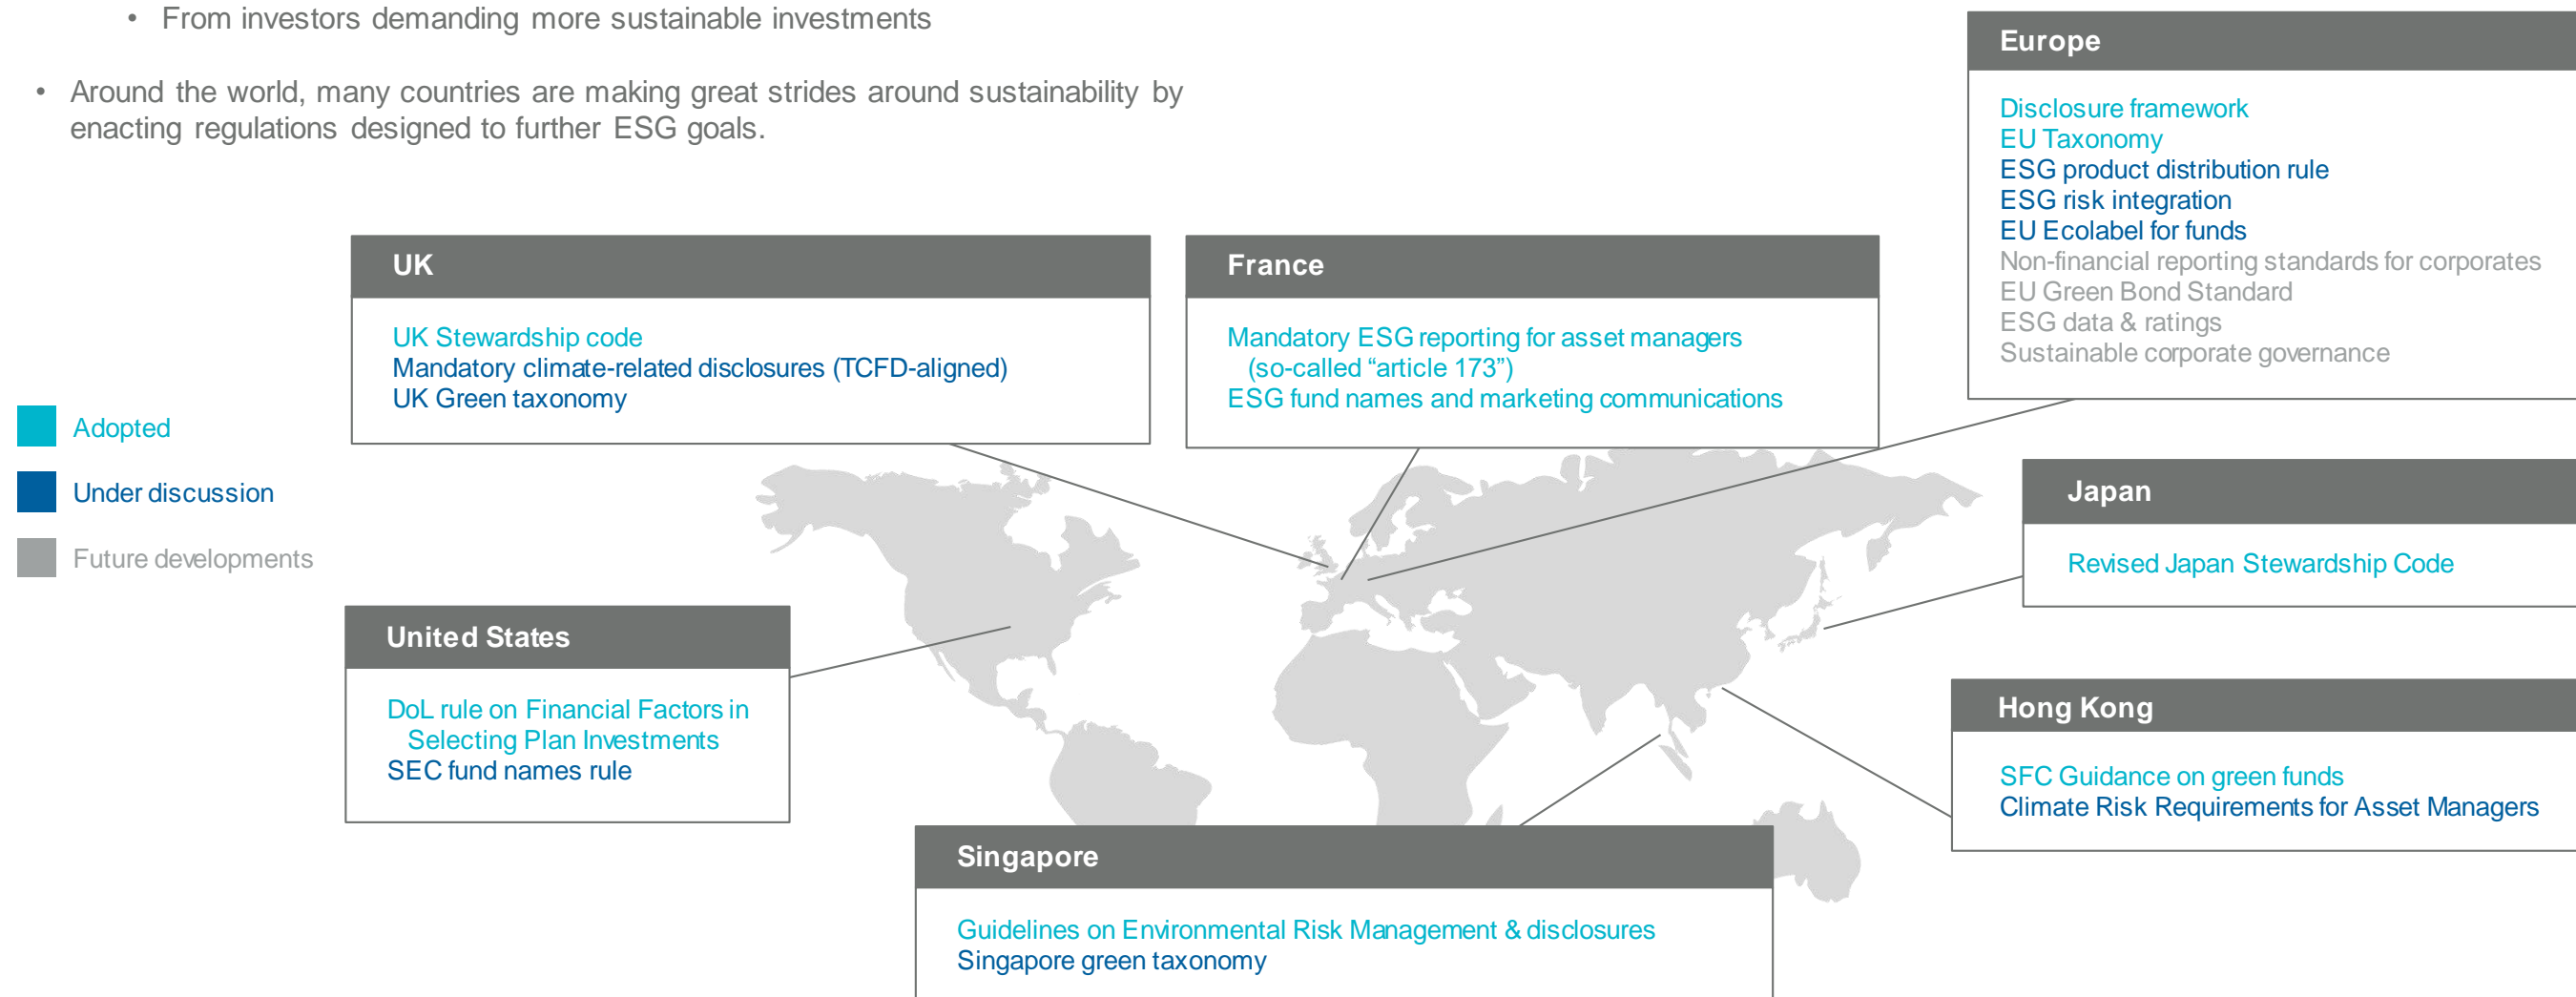 • From investors demanding more sustainable investments
• Around the world, many countries are making great strides around sustainability by
enacting regulations designed to further ESG goals.
Europe
Disclosure framework
EU Taxonomy
ESG product distribution rule
ESG risk integration
EU Ecolabel for funds
Non-financial reporting standards for corporates
EU Green Bond Standard
ESG data & ratings
Sustainable corporate governance
UK
UK Stewardship code
Mandatory climate-related disclosures (TCFD-aligned)
UK Green taxonomy
France
Mandatory ESG reporting for asset managers
(so-called “article 173”)
ESG fund names and marketing communications
Adopted
Under discussion
Future developments
Japan
Revised Japan Stewardship Code
United States
DoL rule on Financial Factors in
Selecting Plan Investments
SEC fund names rule
Hong Kong
SFC Guidance on green funds
Climate Risk Requirements for Asset Managers
Singapore
Guidelines on Environmental Risk Management & disclosures
Singapore green taxonomy